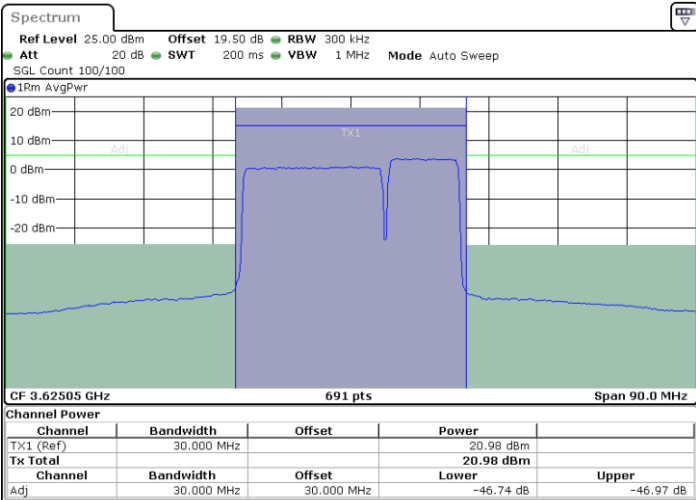 Spectrum
Ref Level 25.00 dBm Offset 19.50 dB RBW 300 kHz
Att 20 dB SWT 200 ms VBW 1 MHz Mode Auto Sweep
SGL Count 100/100
1Rm AvgPwr
20 dBm
TX1
10 dBm
Adj Adj
0 dBm
-10 dBm
-20 dBm
CF 3.62505 GHz 691 pts Span 90.0 MHz
Channel Power
Channel Bandwidth Offset Power
TX1 (Ref) 30.000 MHz 20.98 dBm
Tx Total 20.98 dBm
Channel Bandwidth Offset Lower Upper
Adj 30.000 MHz 30.000 MHz -46.74 dB -46.97 dB